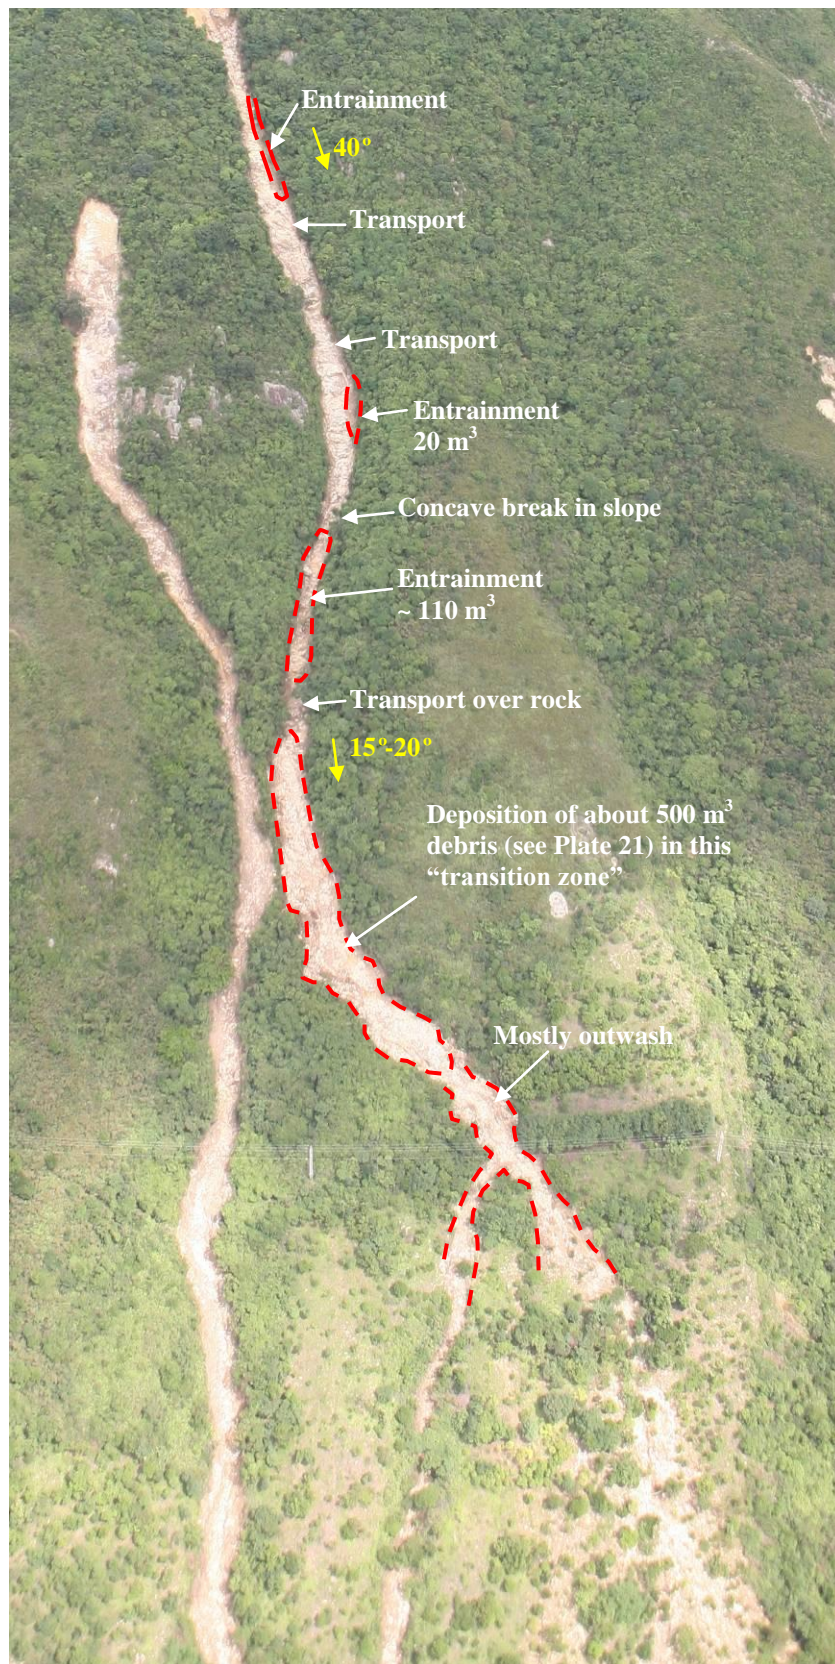 Entrainment
40º
Transport
Transport
Entrainment
20 m³
Concave break in slope
Entrainment
~ 110 m³
Transport over rock
15º-20º
Deposition of about 500 m³
debris (see Plate 21) in this
“transition zone”
Mostly outwash